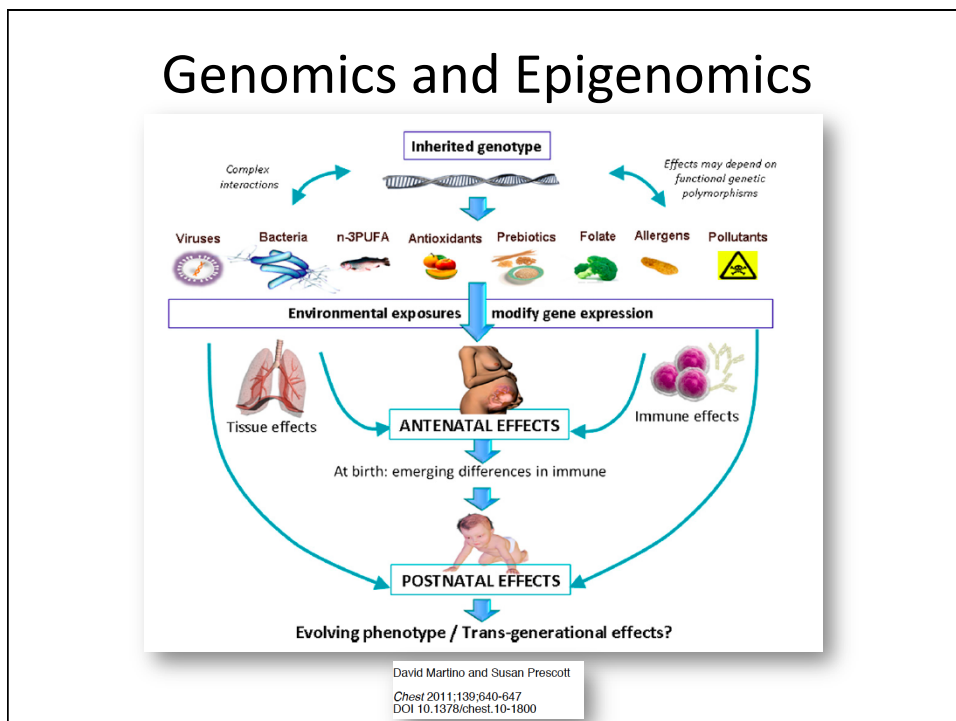 Genomics and Epigenomics
Inherited genotype
Complex
interactions
Effects may depend on
functional genetic
polymorphisms
Viruses
Bacteria
n-3PUFA
Antioxidants
Prebiotics
Folate
Allergens
Pollutants
Environmental exposures modify gene expression
Tissue effects
Immune effects
ANTENATAL EFFECTS
At birth: emerging differences in immune
POSTNATAL EFFECTS
Evolving phenotype / Trans-generational effects?
David Martino and Susan Prescott
Chest 2011;139;640-647
DOI 10.1378/chest.10-1800